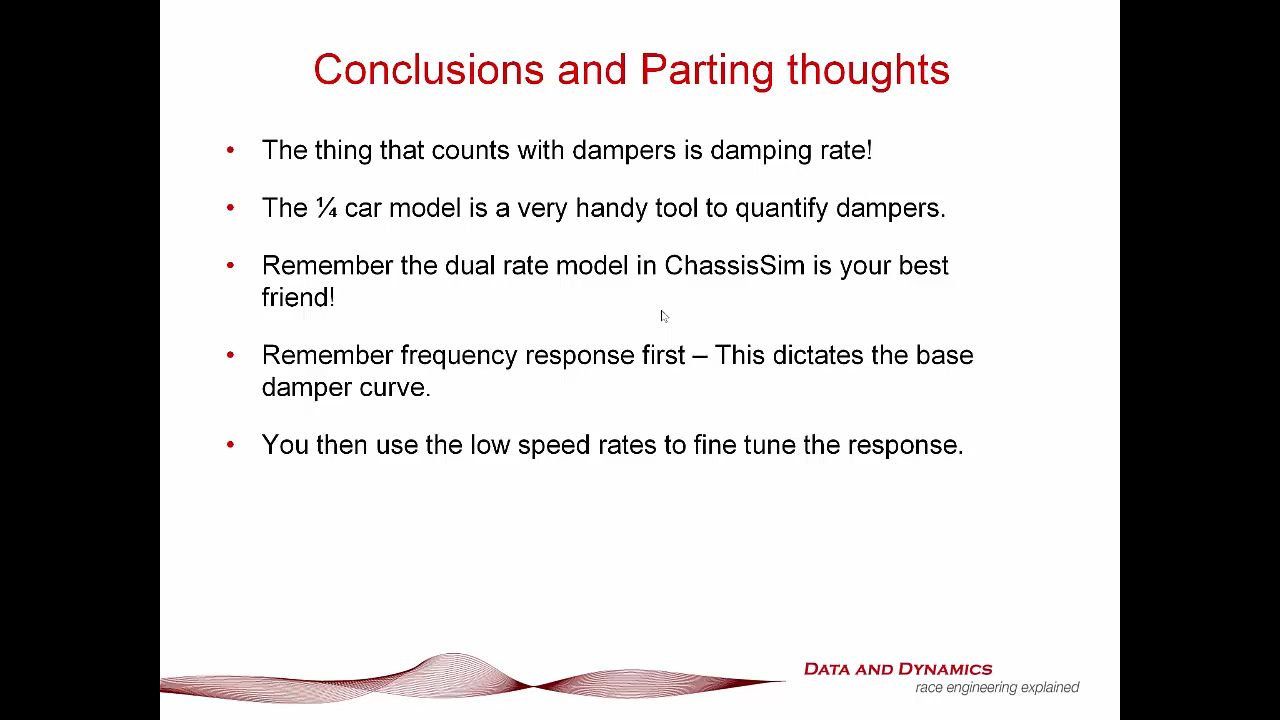 Conclusions and Parting thoughts
• The thing that counts with dampers is damping rate!
• The ¼ car model is a very handy tool to quantify dampers.
• Remember the dual rate model in ChassisSim is your best
friend!
• Remember frequency response first – This dictates the base
damper curve.
• You then use the low speed rates to fine tune the response.
DATA AND DYNAMICS
race engineering explained